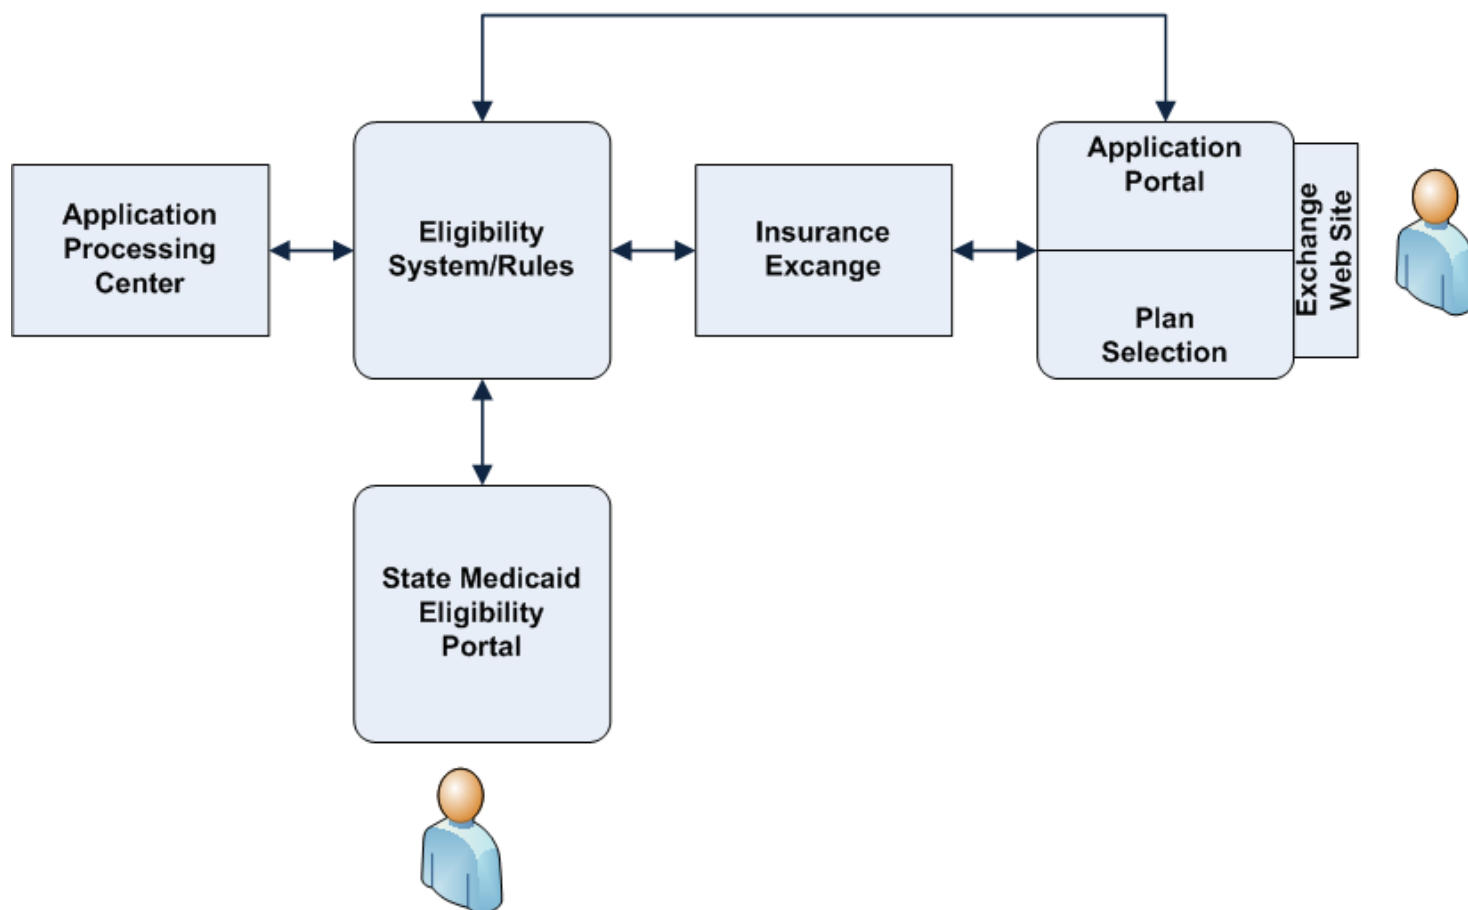 Application
Processing
Center
Eligibility
System/Rules
Insurance
Excange
Application
Portal
Plan
Selection
Exchange
Web Site
State Medicaid
Eligibility
Portal